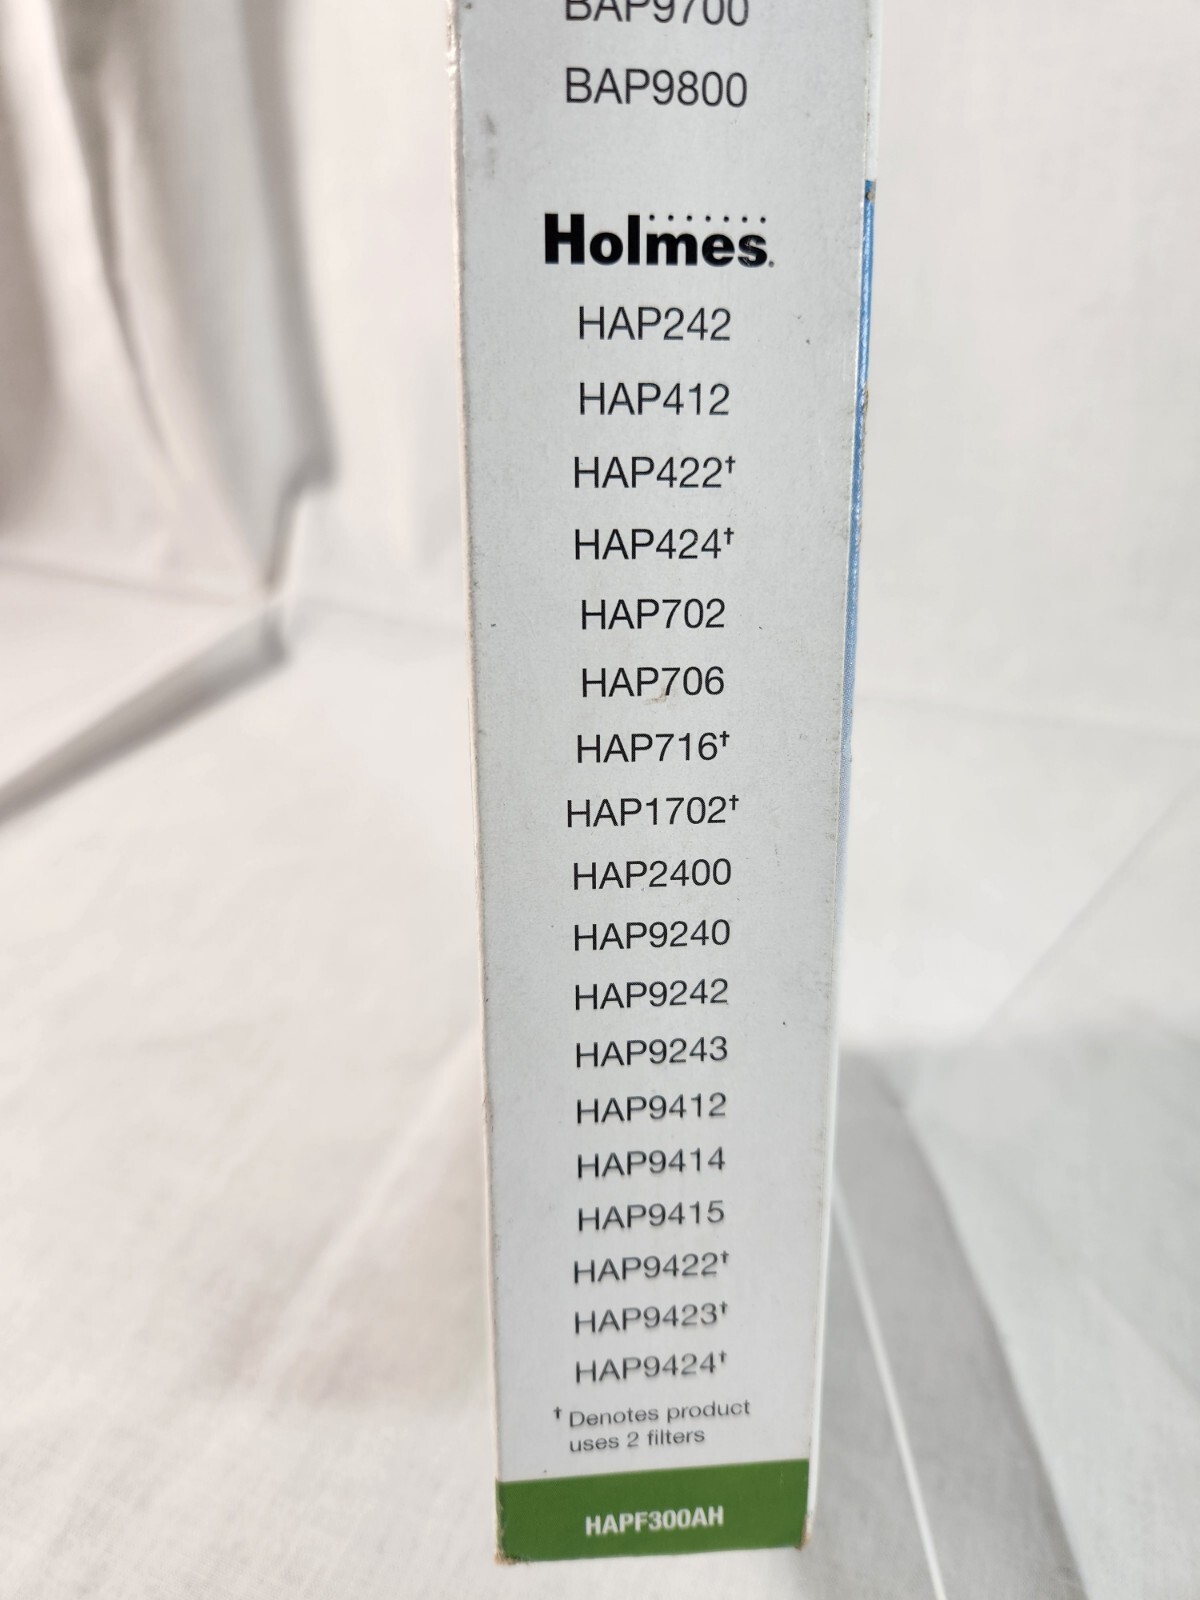 BAP9700
BAP9800
Holmes.
HAP242
HAP412
HAP422†
HAP424†
HAP702
HAP706
HAP716†
HAP1702†
HAP2400
HAP9240
HAP9242
HAP9243
HAP9412
HAP9414
HAP9415
HAP9422†
HAP9423†
HAP9424†
† Denotes product
uses 2 filters
HAPF300AH